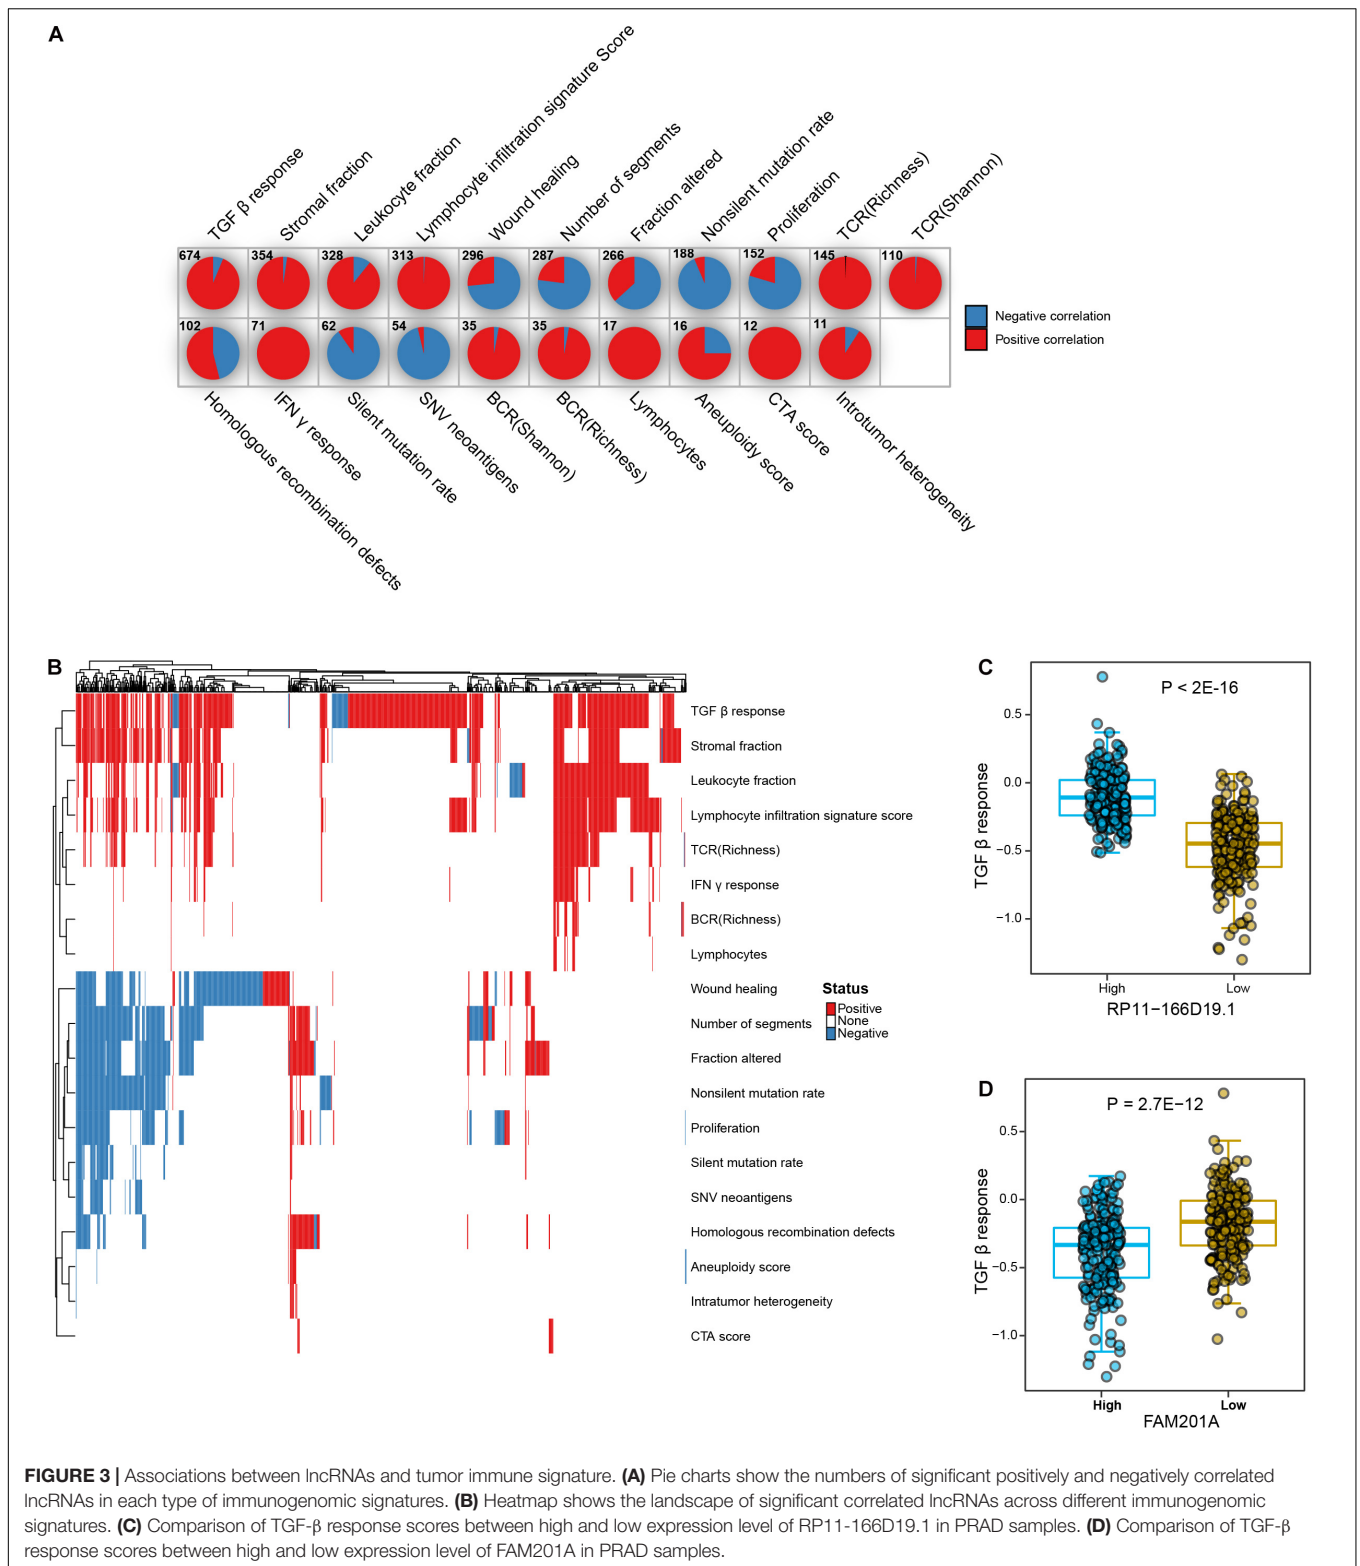 A
TGF β response
Stromal fraction
Leukocyte fraction
Lymphocyte infiltration signature Score
Wound healing
Number of segments
Fraction altered
Nonsilent mutation rate
Proliferation
TCR(Richness)
TCR(Shannon)
674 354 328 313 296 287 266 188 152 145 110
102 71 62 54 35 35 17 16 12 11
Negative correlation
Positive correlation
Homologous recombination defects
IFN γ response
Silent mutation rate
SNV neoantigens
BCR(Shannon)
BCR(Richness)
Lymphocytes
Aneuploidy score
CTA score
Introtumor heterogeneity
B
TGF β response
Stromal fraction
Leukocyte fraction
Lymphocyte infiltration signature score
TCR(Richness)
IFN γ response
BCR(Richness)
Lymphocytes
Wound healing
Number of segments
Fraction altered
Nonsilent mutation rate
Proliferation
Silent mutation rate
SNV neoantigens
Homologous recombination defects
Aneuploidy score
Intratumor heterogeneity
CTA score
Status
Positive
None
Negative
C
P < 2E-16
TGF β response
0.5
0.0
−0.5
−1.0
High Low
RP11−166D19.1
D
P = 2.7E−12
TGF β response
0.5
0.0
−0.5
−1.0
High Low
FAM201A
FIGURE 3 | Associations between lncRNAs and tumor immune signature. (A) Pie charts show the numbers of significant positively and negatively correlated
lncRNAs in each type of immunogenomic signatures. (B) Heatmap shows the landscape of significant correlated lncRNAs across different immunogenomic
signatures. (C) Comparison of TGF-β response scores between high and low expression level of RP11-166D19.1 in PRAD samples. (D) Comparison of TGF-β
response scores between high and low expression level of FAM201A in PRAD samples.